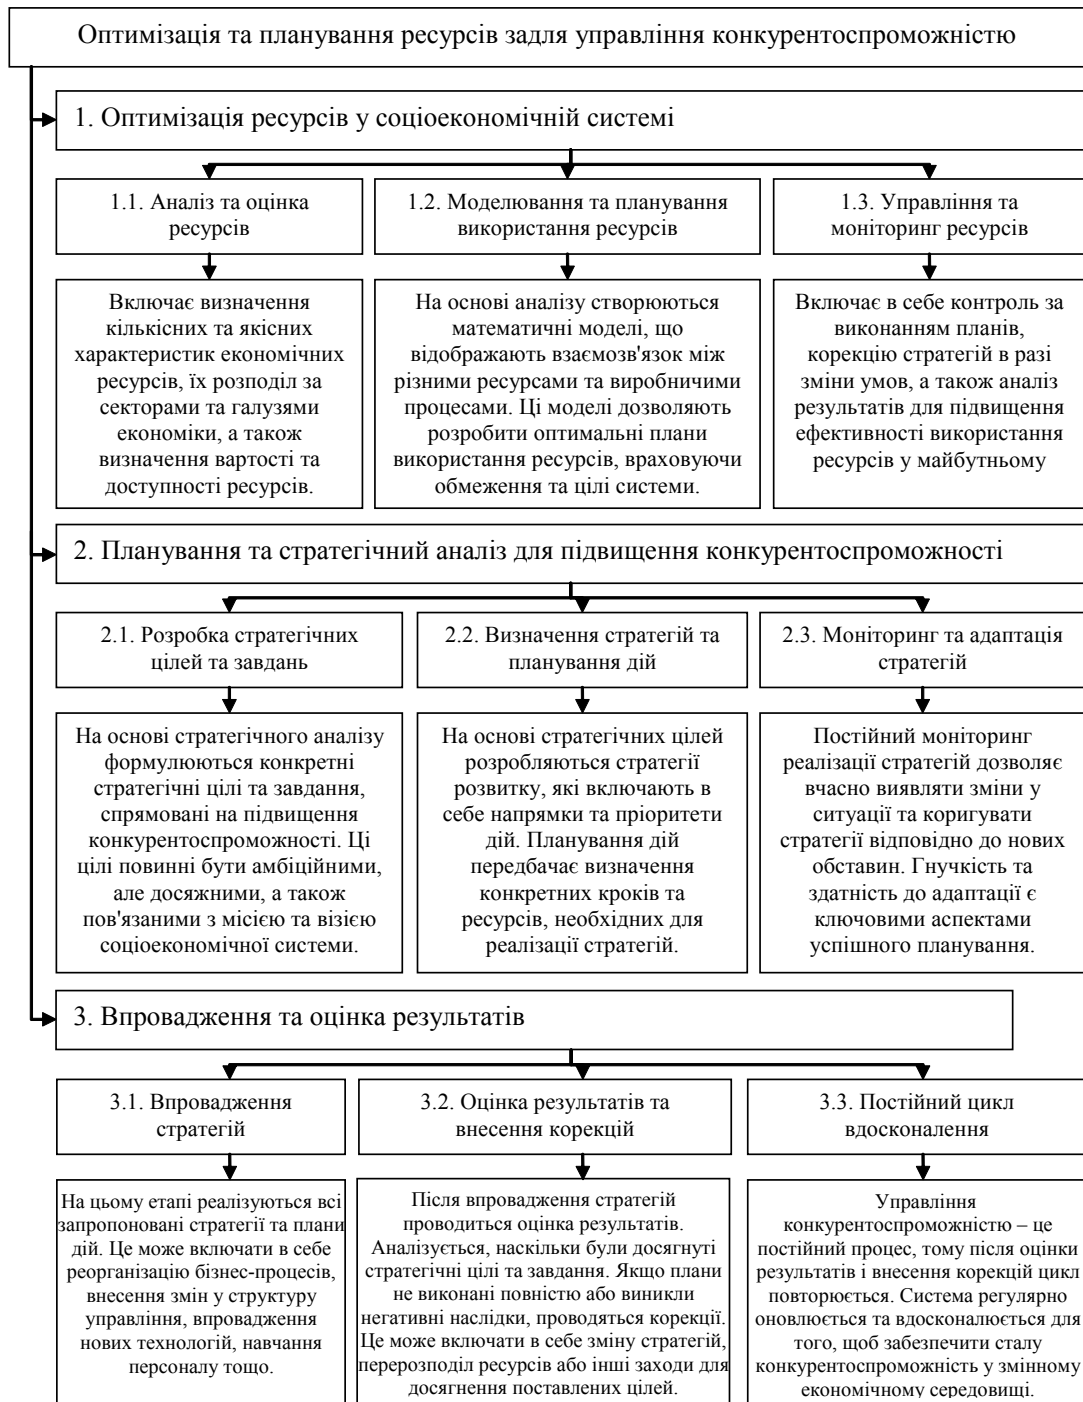 Оптимізація та планування ресурсів задля управління конкурентоспроможністю
1. Оптимізація ресурсів у соціоекономічній системі
1.1. Аналіз та оцінка
ресурсів
1.2. Моделювання та планування
використання ресурсів
1.3. Управління та
моніторинг ресурсів
Включає визначення
кількісних та якісних
характеристик економічних
ресурсів, їх розподіл за
секторами та галузями
економіки, а також
визначення вартості та
доступності ресурсів.
На основі аналізу створюються
математичні моделі, що
відображають взаємозв'язок між
різними ресурсами та виробничими
процесами. Ці моделі дозволяють
розробити оптимальні плани
використання ресурсів, враховуючи
обмеження та цілі системи.
Включає в себе контроль за
виконанням планів,
корекцію стратегій в разі
зміни умов, а також аналіз
результатів для підвищення
ефективності використання
ресурсів у майбутньому
2. Планування та стратегічний аналіз для підвищення конкурентоспроможності
2.1. Розробка стратегічних
цілей та завдань
2.2. Визначення стратегій та
планування дій
2.3. Моніторинг та адаптація
стратегій
На основі стратегічного аналізу
формулюються конкретні
стратегічні цілі та завдання,
спрямовані на підвищення
конкурентоспроможності. Ці
цілі повинні бути амбіційними,
але досяжними, а також
пов'язаними з місією та візією
соціоекономічної системи.
На основі стратегічних цілей
розробляються стратегії
розвитку, які включають в
себе напрямки та пріоритети
дій. Планування дій
передбачає визначення
конкретних кроків та
ресурсів, необхідних для
реалізації стратегій.
Постійний моніторинг
реалізації стратегій дозволяє
вчасно виявляти зміни у
ситуації та коригувати
стратегії відповідно до нових
обставин. Гнучкість та
здатність до адаптації є
ключовими аспектами
успішного планування.
3. Впровадження та оцінка результатів
3.1. Впровадження
стратегій
3.2. Оцінка результатів та
внесення корекцій
3.3. Постійний цикл
вдосконалення
На цьому етапі реалізуються всі
запропоновані стратегії та плани
дій. Це може включати в себе
реорганізацію бізнес-процесів,
внесення змін у структуру
управління, впровадження
нових технологій, навчання
персоналу тощо.
Після впровадження стратегій
проводиться оцінка результатів.
Аналізується, наскільки були досягнуті
стратегічні цілі та завдання. Якщо плани
не виконані повністю або виникли
негативні наслідки, проводяться корекції.
Це може включати в себе зміну стратегій,
перерозподіл ресурсів або інші заходи для
досягнення поставлених цілей.
Управління
конкурентоспроможністю – це
постійний процес, тому після оцінки
результатів і внесення корекцій цикл
повторюється. Система регулярно
оновлюється та вдосконалюється для
того, щоб забезпечити сталу
конкурентоспроможність у змінному
економічному середовищі.